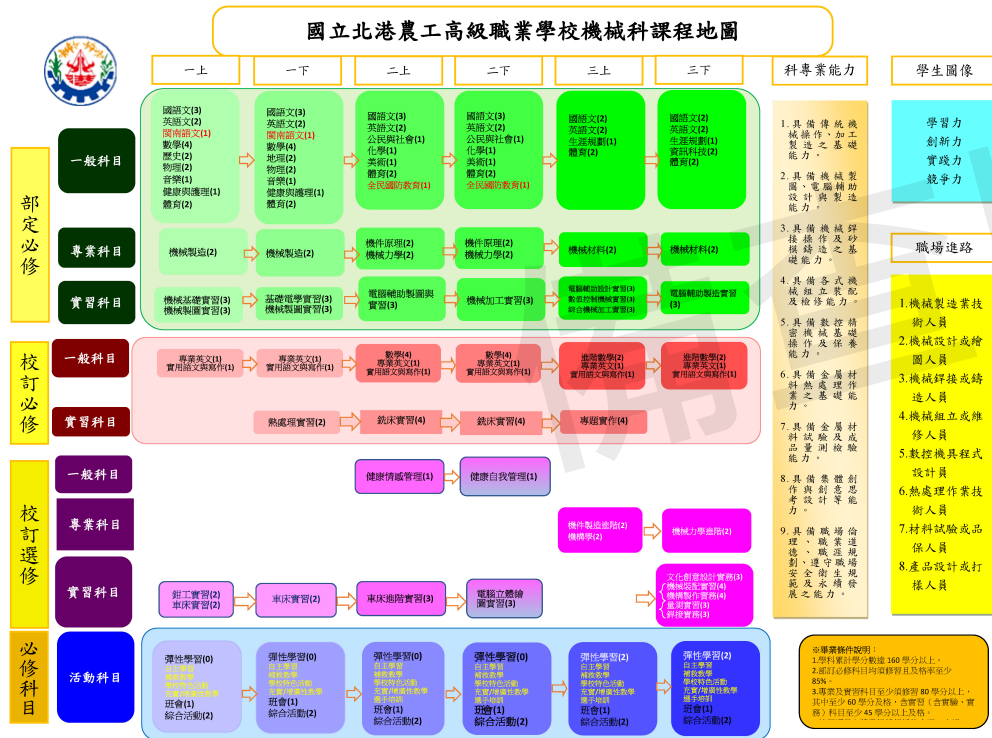 國立北港農工高級職業學校機械科課程地圖
一上
一下
二上
二下
三上
三下
科專業能力
學生圖像
部定必修
一般科目
國語文(3)
英語文(2)
閩南語文(1)
數學(4)
歷史(2)
物理(2)
音樂(1)
健康與護理(1)
體育(2)
國語文(3)
英語文(2)
閩南語文(1)
數學(4)
地理(2)
物理(2)
音樂(1)
健康與護理(1)
體育(2)
國語文(3)
英語文(2)
公民與社會(1)
化學(1)
美術(1)
體育(2)
全民國防教育(1)
國語文(3)
英語文(2)
公民與社會(1)
化學(1)
美術(1)
體育(2)
全民國防教育(1)
國語文(2)
英語文(2)
生涯規劃(1)
體育(2)
國語文(2)
英語文(2)
生涯規劃(1)
資訊科技(2)
體育(2)
專業科目
機械製造(2)
機械製造(2)
機件原理(2)
機械力學(2)
機件原理(2)
機械力學(2)
機械材料(2)
機械材料(2)
實習科目
機械基礎實習(3)
機械製圖實習(3)
基礎電學實習(3)
機械製圖實習(3)
電腦輔助製圖與
實習(3)
機械加工實習(3)
電腦輔助設計實習(3)
數值控制機械實習(3)
綜合機械加工實習(3)
電腦輔助製造實習
(3)
校訂必修
一般科目
專業英文(1)
實用語文與寫作(1)
專業英文(1)
實用語文與寫作(1)
數學(4)
專業英文(1)
實用語文與寫作(1)
數學(4)
專業英文(1)
實用語文與寫作(1)
進階數學(2)
專業英文(1)
實用語文與寫作(1)
進階數學(2)
專業英文(1)
實用語文與寫作(1)
實習科目
熱處理實習(2)
銑床實習(4)
銑床實習(4)
專題實作(4)
校訂選修
一般科目
健康情感管理(1)
健康自我管理(1)
專業科目
機件製造進階(2)
機構學(2)
機械力學進階(2)
實習科目
鉗工實習(2)
車床實習(2)
車床實習(2)
車床進階實習(3)
電腦立體繪
圖實習(3)
文化創意設計實務(3)
機械裝配實習(3)
機構製作實務(4)
量測實習(3)
銲接實務(3)
必修科目
活動科目
彈性學習(0)
自主學習
補救教學
學校特色活動
充實/增廣性教學
班會(1)
綜合活動(2)
彈性學習(0)
自主學習
補救教學
學校特色活動
充實/增廣性教學
班會(1)
綜合活動(2)
彈性學習(0)
自主學習
補救教學
學校特色活動
充實/增廣性教學
選手培訓
班會(1)
綜合活動(2)
彈性學習(0)
自主學習
補救教學
學校特色活動
充實/增廣性教學
選手培訓
班會(1)
綜合活動(2)
彈性學習(2)
自主學習
補救教學
學校特色活動
充實/增廣性教學
選手培訓
班會(1)
綜合活動(2)
彈性學習(2)
自主學習
補救教學
學校特色活動
充實/增廣性教學
選手培訓
班會(1)
綜合活動(2)
1.具備傳統機
械操作、加工
製造之基礎
能力。
2.具備機械製
圖、電腦輔助
設計與製造
能力。
3.具備機械銲
接操作及砂
模鑄造之基
礎能力。
4.具備各式機
械組立裝配
及檢修能力。
5.具備數控精
密機械基礎
操作及保養
能力。
6.具備金屬材
料熱處理作
業之基礎能
力。
7.具備金屬材
料試驗及成
品量測檢驗
能力。
8.具備集體創
作與創意思
考設計等能
力。
9.具備職場倫
理、職業道
德、職涯規
劃、遵守職場
安全衛生規
範及永續發
展之能力。
學習力
創新力
實踐力
競爭力
職場進路
1.機械製造業技
術人員
2.機械設計或繪
圖人員
3.機械銲接或鑄
造人員
4.機械組立或維
修人員
5.數控機具程式
設計員
6.熱處理作業技
術人員
7.材料試驗或品
保人員
8.產品設計或打
樣人員
※畢業條件說明：
1.學科累計學分數達 160 學分以上。
2.部訂必修科目均須修習且及格率至少
85%。
3.專業及實習科目至少須修習 80 學分以上，
其中至少 60 學分及格，含實習（含實驗、實
務）科目至少 45 學分以上及格。
備查